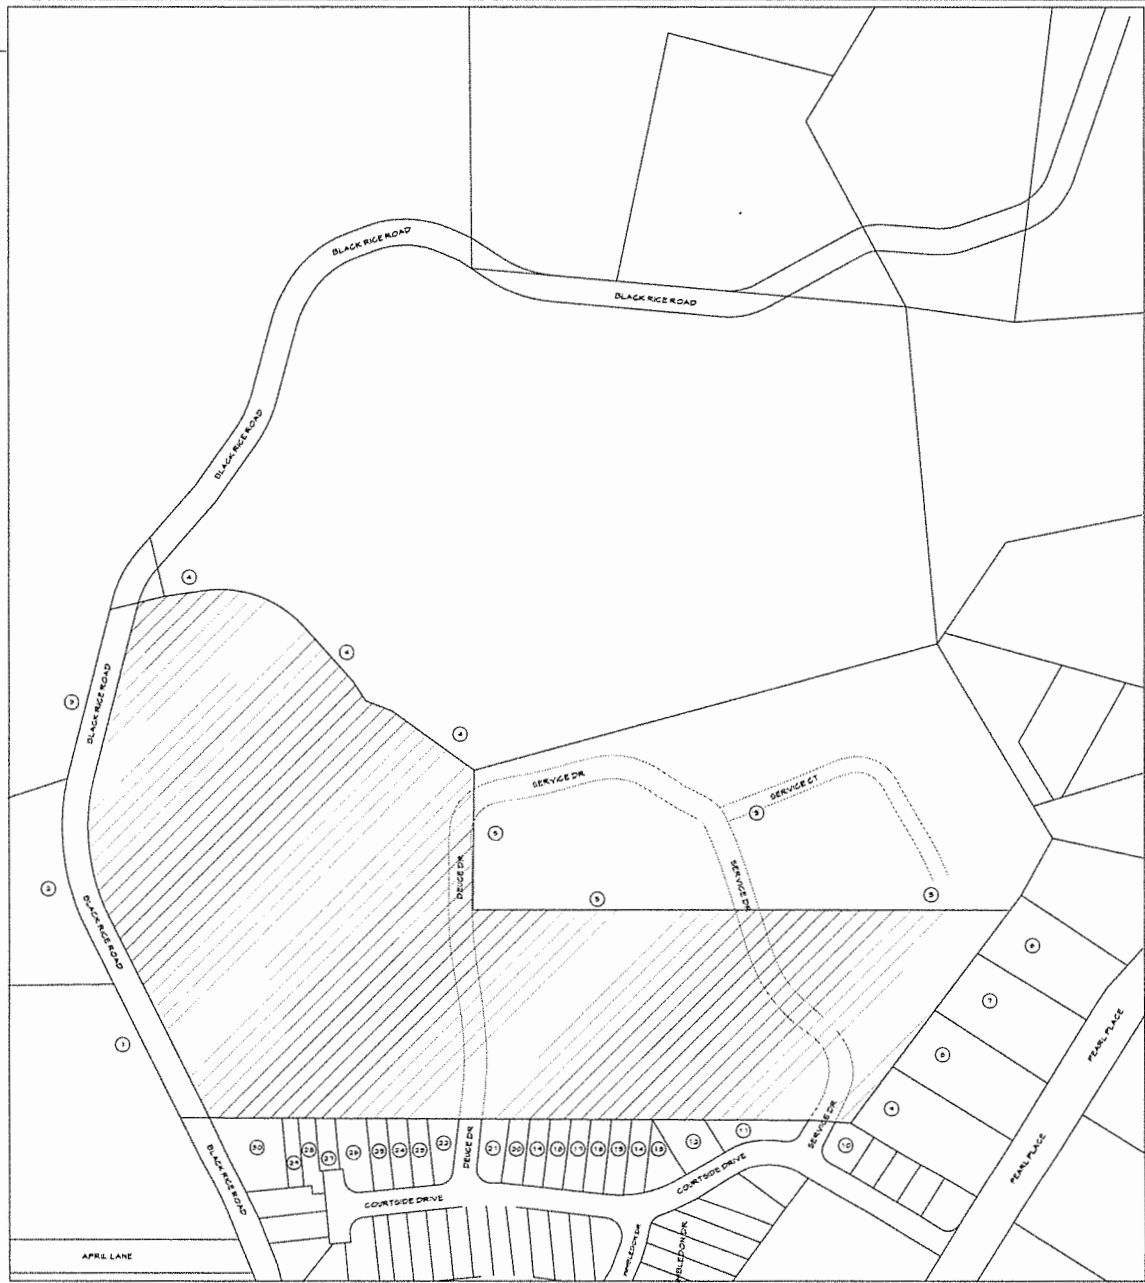 BLACK RICE ROAD
BLACK RICE ROAD
BLACK RICE ROAD
4
4
BLACK RICE ROAD
3
4
SERVICE DR
SERVICE CT
5
5
DEUCE DR
SERVICE DR
2
5
5
BLACK RICE ROAD
6
7
PEARL PLACE
1
8
9
SERVICE DR
11
10
30
29
28
27
26
25
24
23
22
DEUCE DR
21
20
19
18
17
16
15
14
13
12
PEARL PLACE
BLACK RICE ROAD
COURTSIDE DRIVE
COURTSIDE DRIVE
APRIL LANE